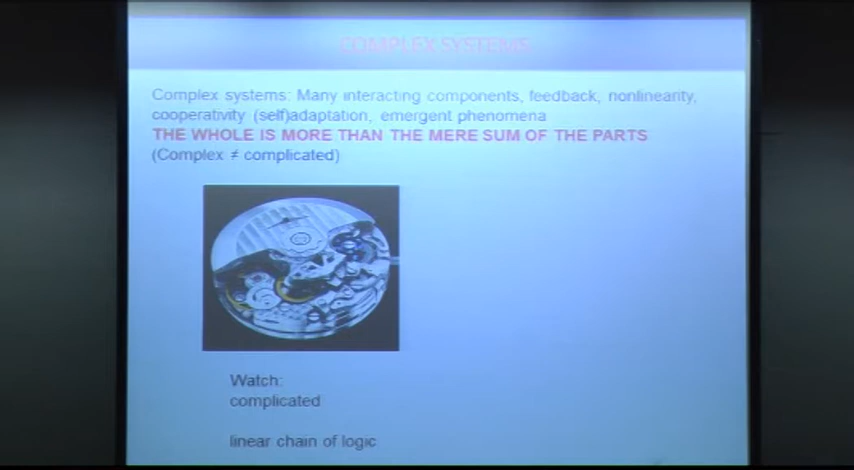 COMPLEX SYSTEMS
Complex systems: Many interacting components, feedback, nonlinearity,
cooperativity (self)adaptation, emergent phenomena
THE WHOLE IS MORE THAN THE MERE SUM OF THE PARTS
(Complex ≠ complicated)
Watch:
complicated
linear chain of logic